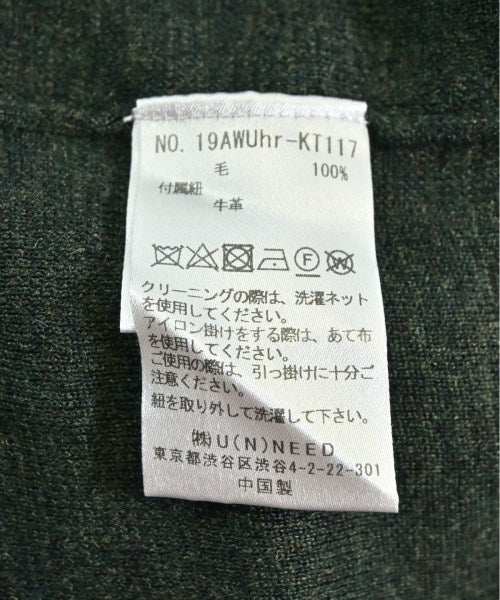 NO. 19AWUhr-KT117
毛 100%
付属紐
牛革
F W
クリーニングの際は、洗濯ネット
を使用してください。
アイロン掛けをする際は、あて布
を使用してください。
ご使用の際は、引っ掛けに十分ご
注意ください。
紐を取り外して洗濯して下さい。
㈱U(N)NEED
東京都渋谷区渋谷4-2-22-301
中国製